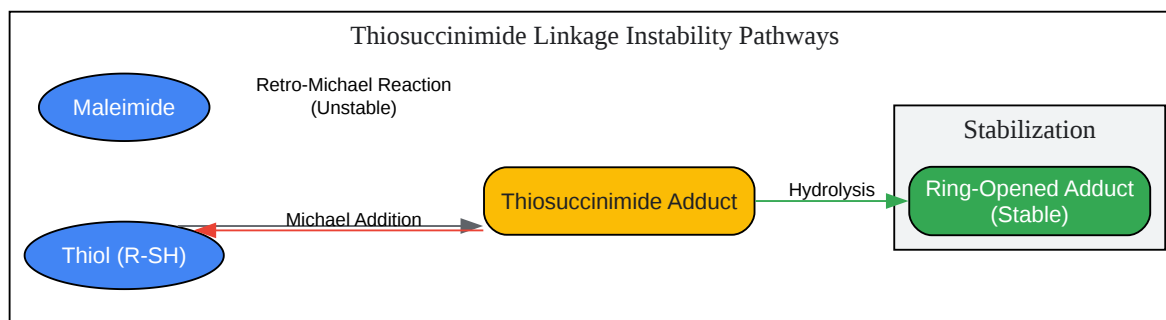 Thiosuccinimide Linkage Instability Pathways
Maleimide
Retro-Michael Reaction
(Unstable)
Stabilization
Thiosuccinimide Adduct
Hydrolysis
Ring-Opened Adduct
(Stable)
Michael Addition
Thiol (R-SH)